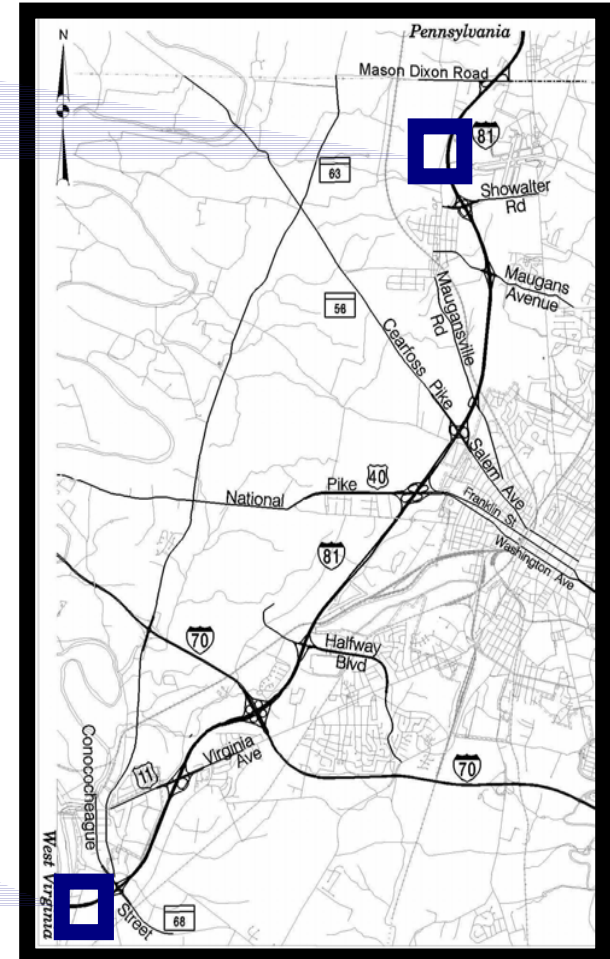 Pennsylvania
N
Mason Dixon Road
81
63
Showalter
Rd
Maugans
Avenue
56
Maugansville
Rd
Cearfoss Pike
Salem Ave
40
National Pike
Franklin St
Washington Ave
81
70
Halfway
Blvd
Conococheague
Street
11
Virginia
Ave
70
West Virginia
68